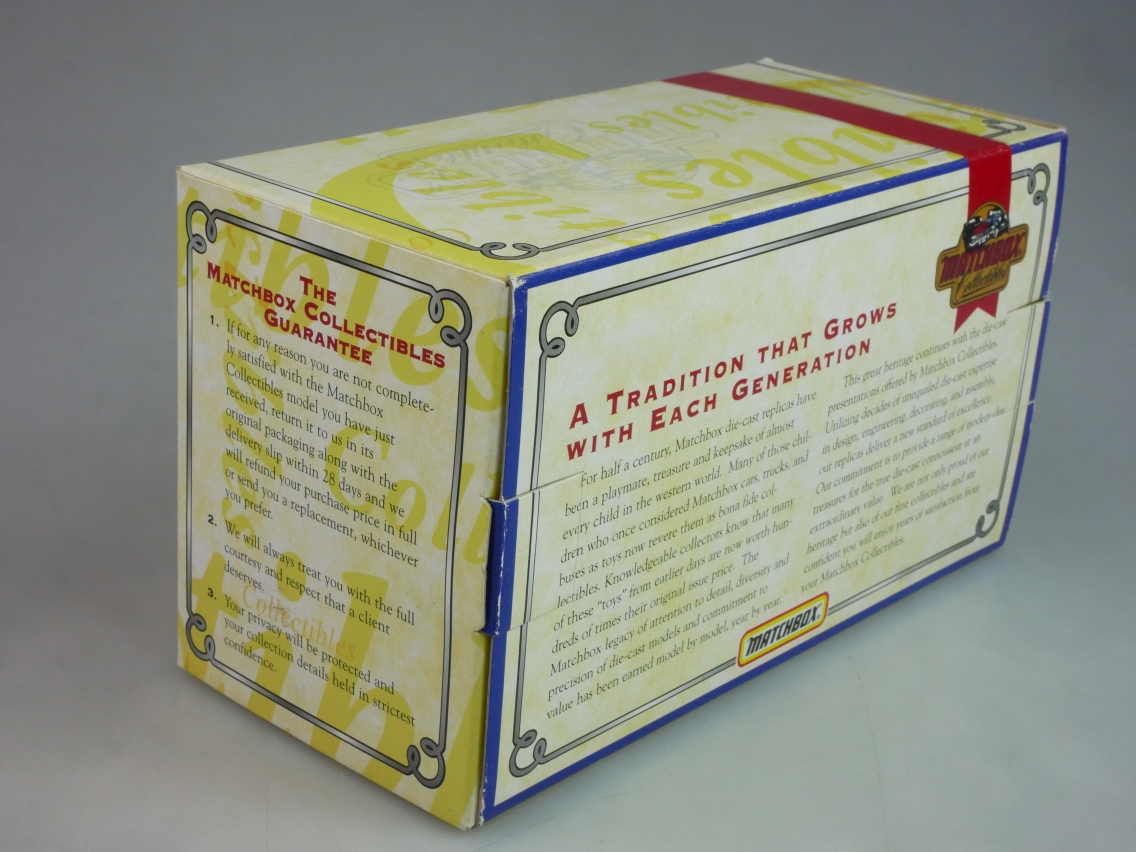 THE
MATCHBOX COLLECTIBLES
GUARANTEE
1. If for any reason you are not complete-
ly satisfied with the Matchbox
Collectibles model you have just
received, return it to us in its
original packaging along with the
delivery slip within 28 days and we
will refund your purchase price in full
or send you a replacement, whichever
you prefer.
2. We will always treat you with the full
courtesy and respect that a client
deserves.
3. Your privacy will be protected and
your collection details held in strictest
confidence.
Collectibles
A TRADITION THAT GROWS
WITH EACH GENERATION
For half a century, Matchbox die-cast replicas have
been a playmate, treasure and keepsake of almost
every child in the western world. Many of those chil-
dren who once considered Matchbox cars, trucks, and
buses as toys now revere them as bona fide col-
lectibles. Knowledgeable collectors know that many
of these "toys" from earlier days are now worth hun-
dreds of times their original issue price. The
Matchbox legacy of attention to detail, diversity and
precision of die-cast models and commitment to
value has been earned model by model, year by year.
This great heritage continues with the die-cast
presentations offered by Matchbox Collectibles.
Utilizing decades of unequaled die-cast expertise
in design, engineering, decorating, and assembly,
our replicas deliver a new standard of excellence.
Our commitment is to provide a range of modern-day
treasures for the true die-cast connoisseur at an
extraordinary value. We are not only proud of our
heritage but also of our fine collectibles and are
confident you will enjoy years of satisfaction from
your Matchbox Collectibles.
MATCHBOX
Collectibles
MATCHBOX